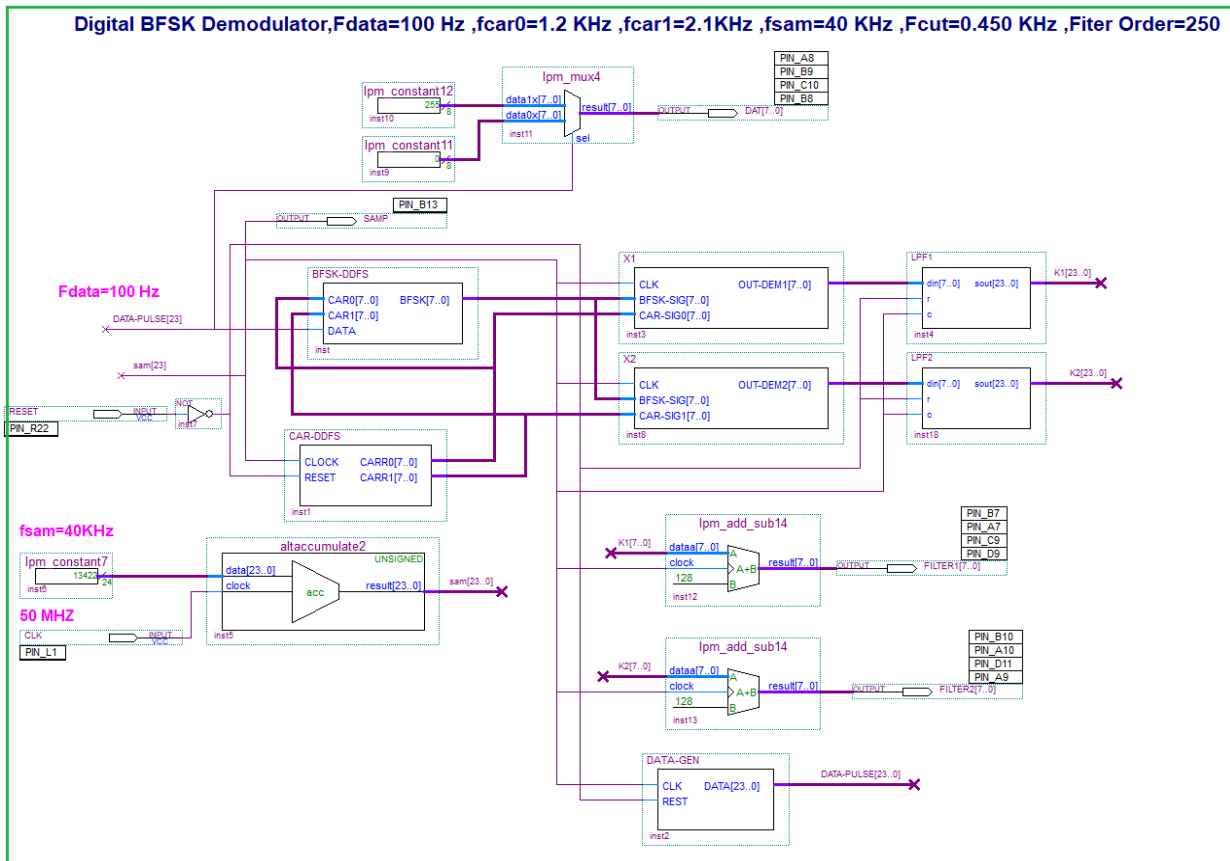 Digital BFSK Demodulator,Fdata=100 Hz ,fcar0=1.2 KHz ,fcar1=2.1KHz ,fsam=40 KHz ,Fcut=0.450 KHz ,Fiter Order=250
lpm_constant12
255
8
inst10
lpm_constant11
0
8
inst9
lpm_mux4
data1x[7..0]
data0x[7..0]
result[7..0]
sel
inst11
PIN_A8
PIN_B9
PIN_C10
PIN_B8
OUTPUT
DAT[7..0]
PIN_B13
OUTPUT
SAMP
Fdata=100 Hz
DATA-PULSE[23]
sam[23]
RESET
INPUT
VCC
PIN_R22
NOT
inst7
BFSK-DDFS
CAR0[7..0]
BFSK[7..0]
CAR1[7..0]
DATA
inst
CAR-DDFS
CLOCK
CARR0[7..0]
RESET
CARR1[7..0]
inst1
X1
CLK
OUT-DEM1[7..0]
BFSK-SIG[7..0]
CAR-SIG0[7..0]
inst3
X2
CLK
OUT-DEM2[7..0]
BFSK-SIG[7..0]
CAR-SIG1[7..0]
inst8
LPF1
din[7..0]
sout[23..0]
r
c
inst4
K1[23..0]
LPF2
din[7..0]
sout[23..0]
r
c
inst18
K2[23..0]
fsam=40KHz
lpm_constant7
13422
24
inst6
50 MHZ
CLK
INPUT
VCC
PIN_L1
altaccumulate2
UNSIGNED
data[23..0]
clock
acc
result[23..0]
inst5
sam[23..0]
lpm_add_sub14
K1[7..0]
dataa[7..0]
A
clock
A+B
result[7..0]
128
B
inst12
PIN_B7
PIN_A7
PIN_C9
PIN_D9
OUTPUT
FILTER1[7..0]
lpm_add_sub14
K2[7..0]
dataa[7..0]
A
clock
A+B
result[7..0]
128
B
inst13
PIN_B10
PIN_A10
PIN_D11
PIN_A9
OUTPUT
FILTER2[7..0]
DATA-GEN
CLK
DATA[23..0]
REST
inst2
DATA-PULSE[23..0]